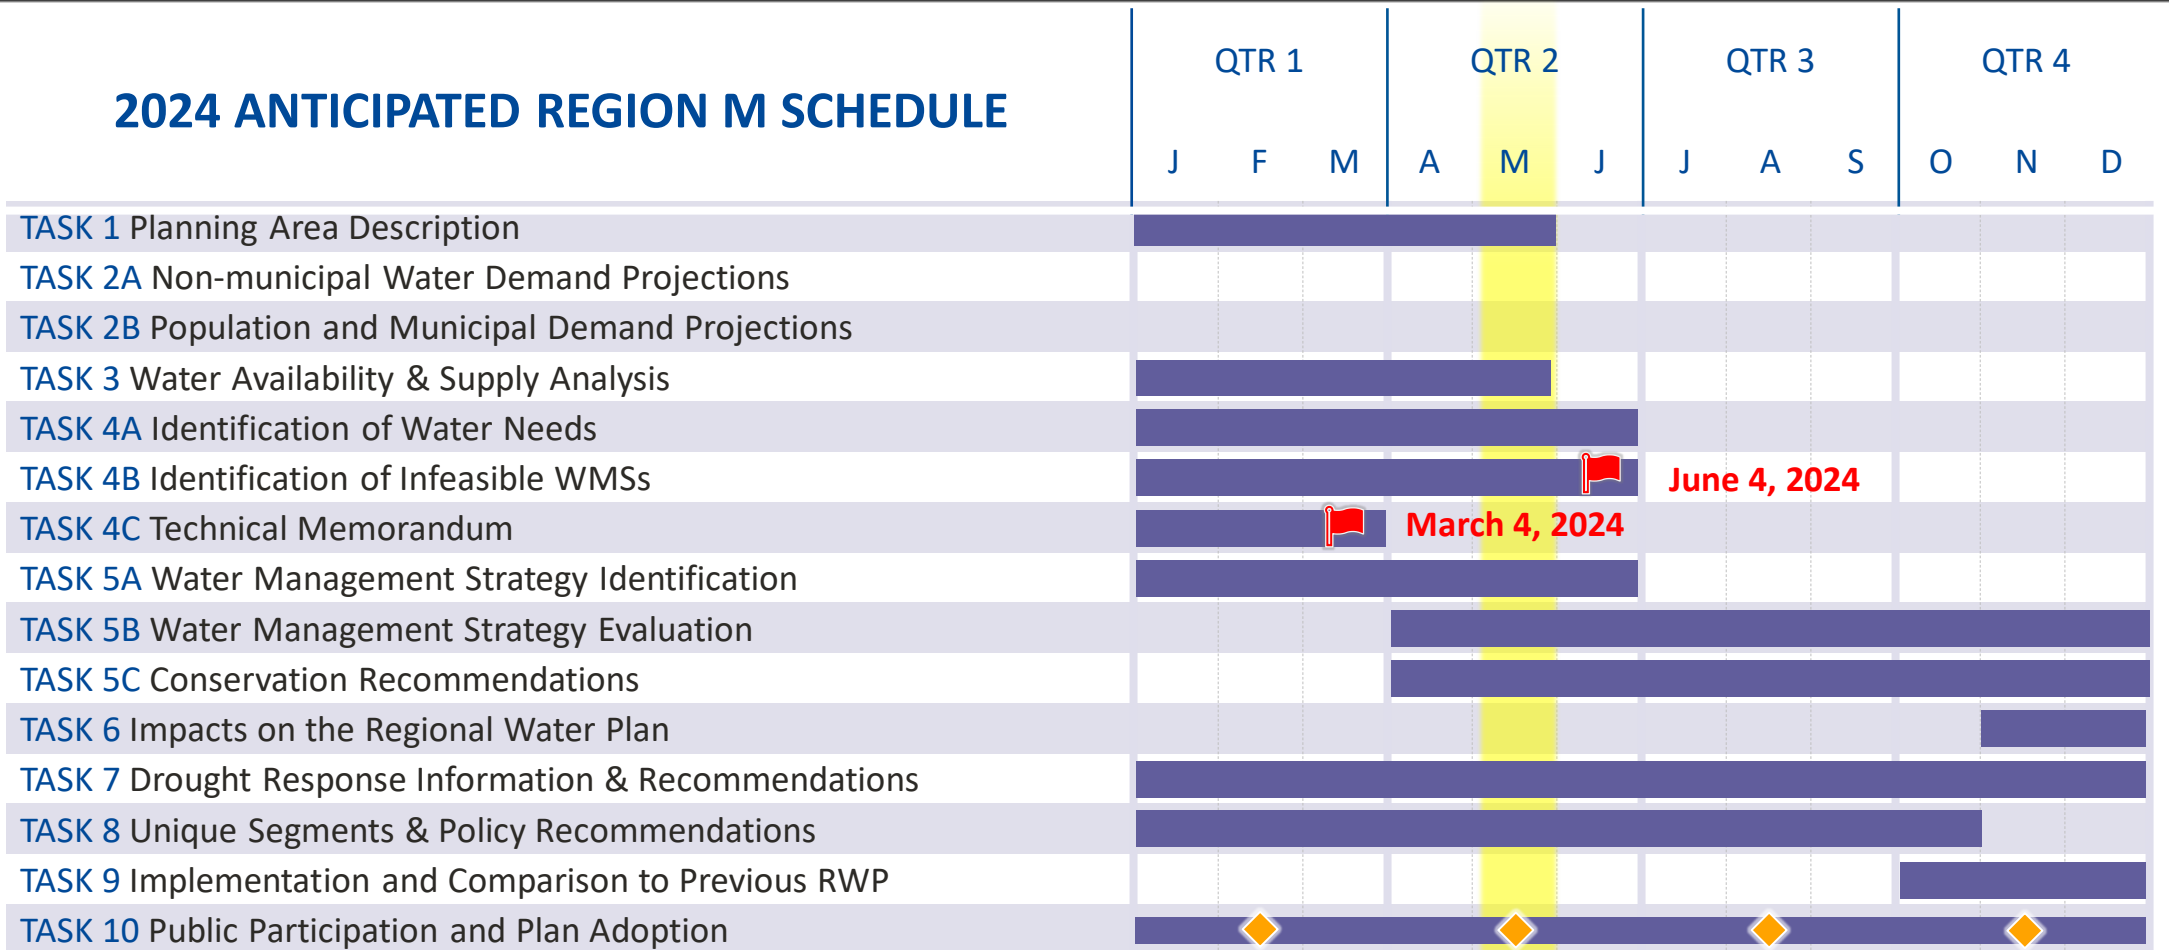 2024 ANTICIPATED REGION M SCHEDULE
QTR 1 QTR 2 QTR 3 QTR 4
J F M A M J J A S O N D
TASK 1 Planning Area Description
TASK 2A Non-municipal Water Demand Projections
TASK 2B Population and Municipal Demand Projections
TASK 3 Water Availability & Supply Analysis
TASK 4A Identification of Water Needs
TASK 4B Identification of Infeasible WMSs June 4, 2024
TASK 4C Technical Memorandum March 4, 2024
TASK 5A Water Management Strategy Identification
TASK 5B Water Management Strategy Evaluation
TASK 5C Conservation Recommendations
TASK 6 Impacts on the Regional Water Plan
TASK 7 Drought Response Information & Recommendations
TASK 8 Unique Segments & Policy Recommendations
TASK 9 Implementation and Comparison to Previous RWP
TASK 10 Public Participation and Plan Adoption